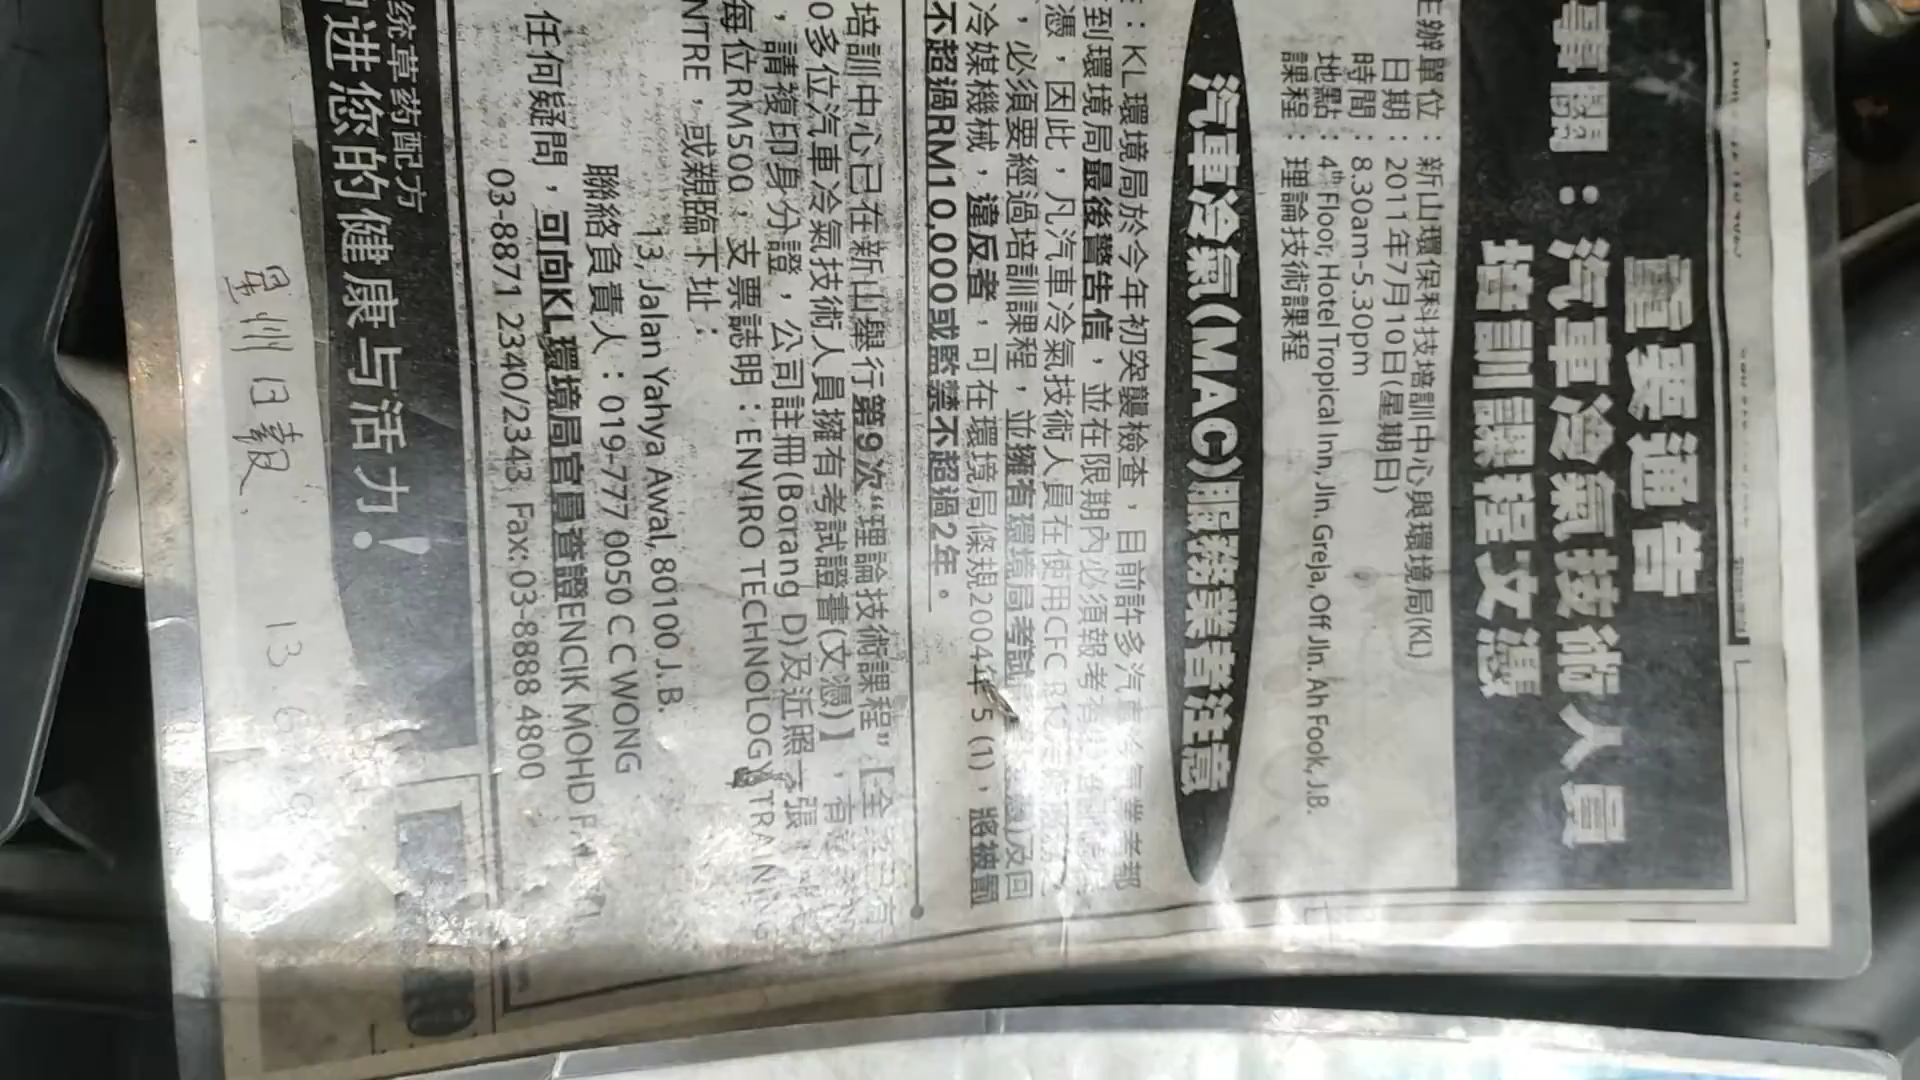 重要通告
事關：汽車冷氣技術人員
培訓課程文憑
主辦單位：新山環保科技培訓中心與環境局(KL)
日期：2011年7月10日(星期日)
時間：8.30am-5.30pm
地點：4th Floor, Hotel Tropical Inn, Jln. Greja, Off Jln. Ah Fook, J.B.
課程：理論技術課程
汽車冷氣(MAC)服務業者注意
：KL環境局於今年初突襲檢查，目前許多汽車冷氣業者都
到環境局最後警告信，並在限期內必須報考
憑，因此，凡汽車冷氣技術人員在使用CFC R12
，必須要經過培訓課程，並擁有環境局考試 及回
冷媒機械，違反者，可在環境局條規2004年 5 (1)，將被罰
不超過RM10,000或監禁不超過2年。
培訓中心已在新山舉行第9次“理論技術課程”【全 有
0多位汽車冷氣技術人員擁有考試證書(文憑)】，有
，請複印身分證，公司註冊(Borang D)及近照一張
每位RM500，支票誌明：ENVIRO TECHNOLOGY TRAINING
NTRE，或親臨下址：
13, Jalan Yahya Awal, 80100 J.B.
聯絡負責人：019-777 0050 C C WONG
任何疑問，可向KL環境局官員查證ENCIK MOHD
03-8871 2340/2343 Fax: 03-8888 4800
统草药配方
进您的健康与活力！
星州日報 13